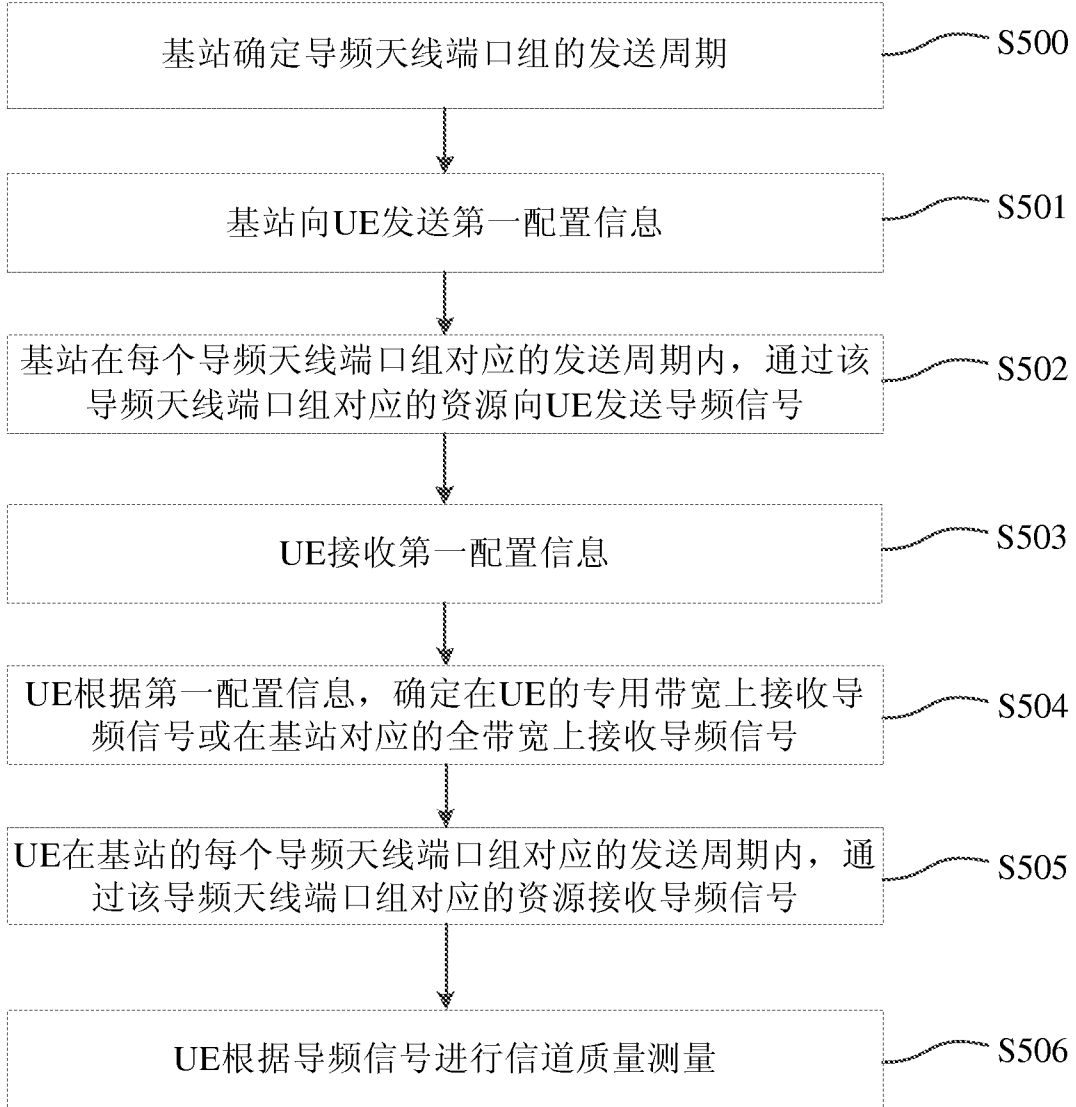 基站确定导频天线端口组的发送周期
S500
基站向UE发送第一配置信息
S501
基站在每个导频天线端口组对应的发送周期内，通过该
导频天线端口组对应的资源向UE发送导频信号
S502
UE接收第一配置信息
S503
UE根据第一配置信息，确定在UE的专用带宽上接收导
频信号或在基站对应的全带宽上接收导频信号
S504
UE在基站的每个导频天线端口组对应的发送周期内，通
过该导频天线端口组对应的资源接收导频信号
S505
UE根据导频信号进行信道质量测量
S506